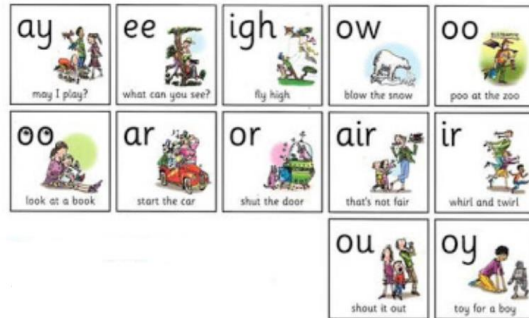 ay
may I play?
ee
what can you see?
igh
fly high
ow
blow the snow
oo
poo at the zoo
oo
look at a book
ar
start the car
or
shut the door
air
that's not fair
ir
whirl and twirl
ou
shout it out
oy
toy for a boy